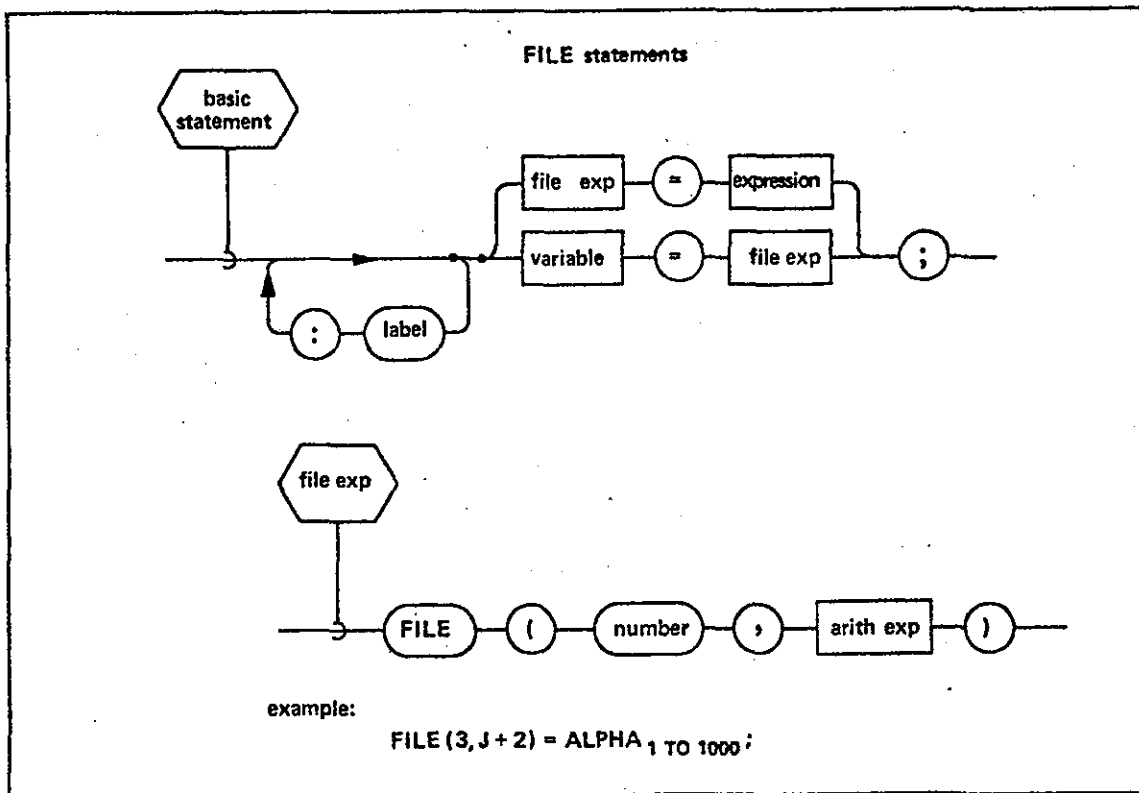 FILE statements
basic
statement
file exp = expression
variable = file exp ;
: label
file exp
FILE ( number , arith exp )
example:
FILE (3, J + 2) = ALPHA 1 TO 1000 ;